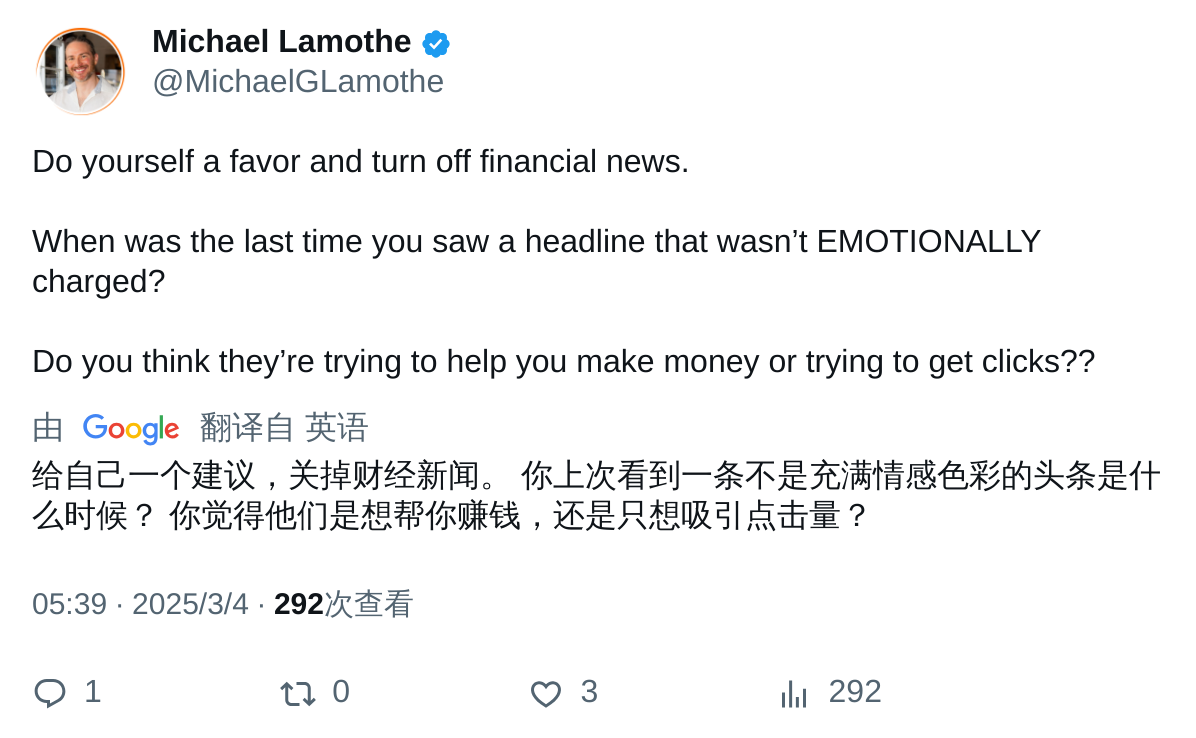 Michael Lamothe
@MichaelGLamothe
Do yourself a favor and turn off financial news.
When was the last time you saw a headline that wasn’t EMOTIONALLY
charged?
Do you think they’re trying to help you make money or trying to get clicks??
由 Google 翻译自 英语
给自己一个建议，关掉财经新闻。 你上次看到一条不是充满情感色彩的头条是什
么时候？ 你觉得他们是想帮你赚钱，还是只想吸引点击量？
05:39 · 2025/3/4 · 292次查看
1 0 3 292